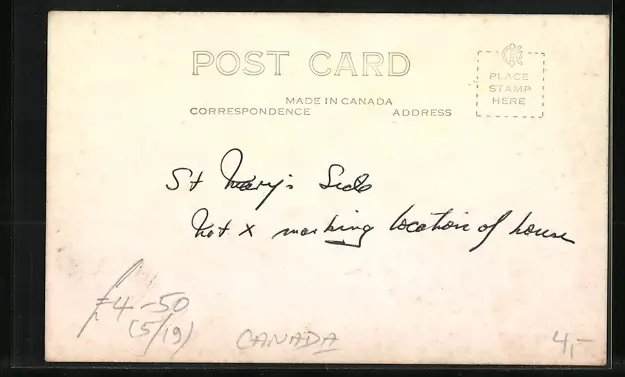 POST CARD
MADE IN CANADA
CORRESPONDENCE ADDRESS
PLACE
STAMP
HERE
St Mary's Side
Not x marking location of house
£4-50
(5/19)
CANADA
4,-